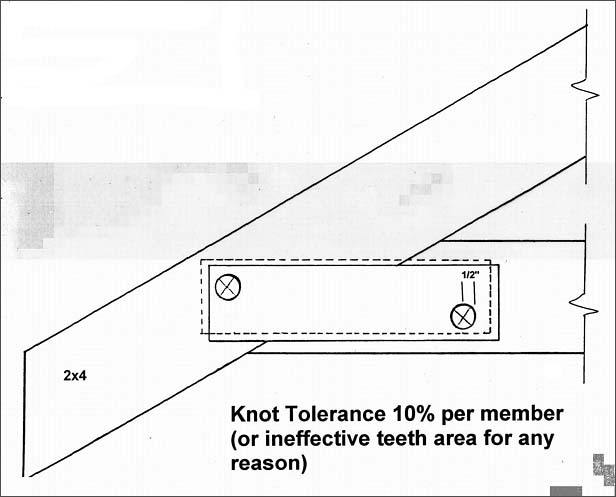 1/2"
2x4
Knot Tolerance 10% per member
(or ineffective teeth area for any
reason)